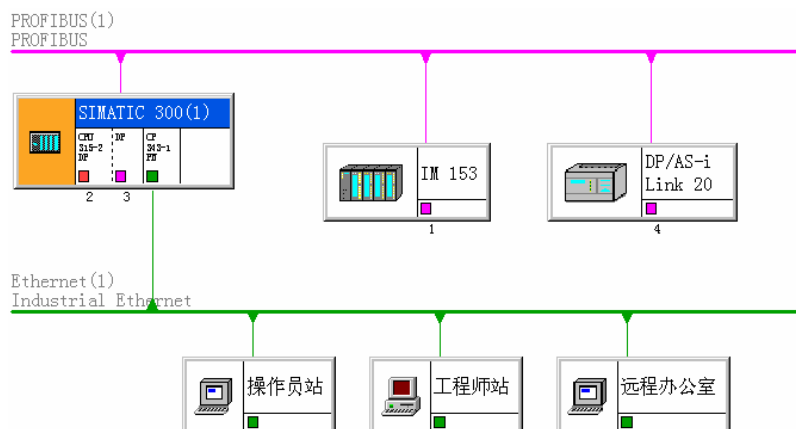 PROFIBUS(1)
PROFIBUS
SIMATIC 300(1)
CPU
315-2
DP
DP
CP
343-1
PN
2
3
IM 153
1
DP/AS-i
Link 20
4
Ethernet(1)
Industrial Ethernet
操作员站
工程师站
远程办公室